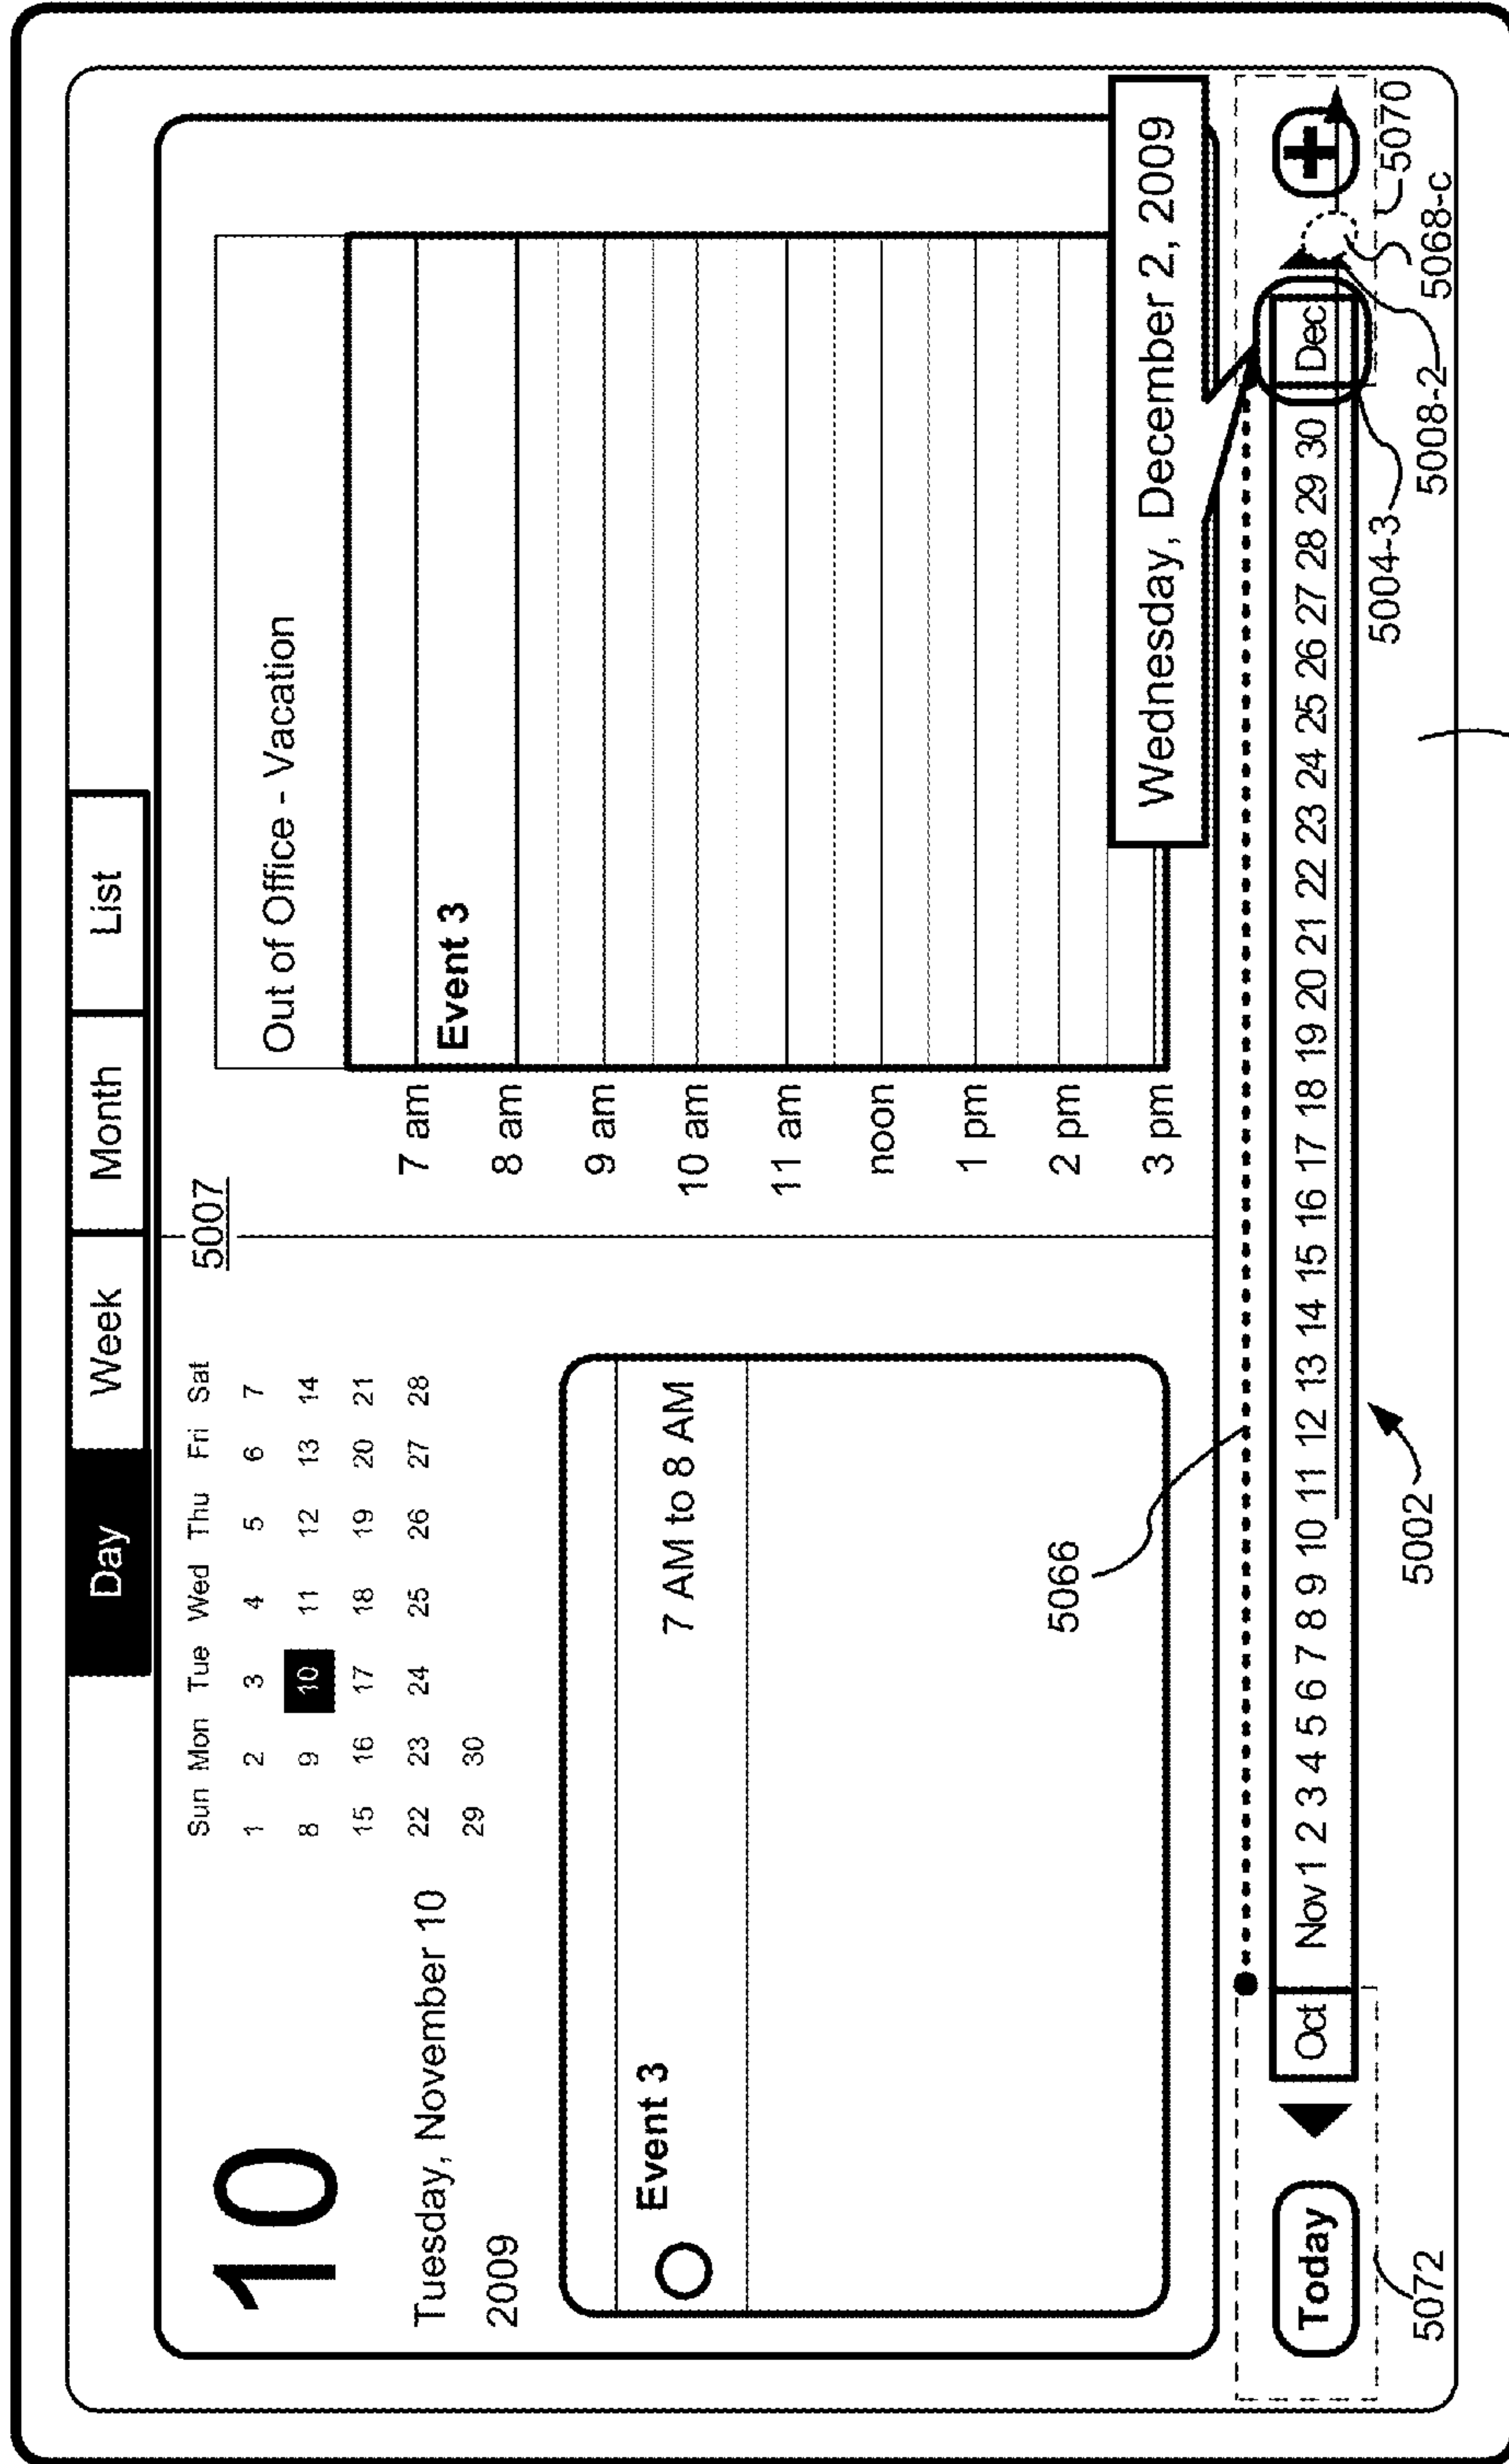 Day Week Month List
10
Tuesday, November 10
2009
Sun Mon Tue Wed Thu Fri Sat
1 2 3 4 5 6 7
8 9 10 11 12 13 14
15 16 17 18 19 20 21
22 23 24 25 26 27 28
29 30
Event 3
7 AM to 8 AM
5066
5007
Out of Office - Vacation
7 am
Event 3
8 am
9 am
10 am
11 am
noon
1 pm
2 pm
3 pm
Wednesday, December 2, 2009
Today
Oct Nov 1 2 3 4 5 6 7 8 9 10 11 12 13 14 15 16 17 18 19 20 21 22 23 24 25 26 27 28 29 30 Dec
+
5072
5002
5004-3
5008-2
5068-c
5070